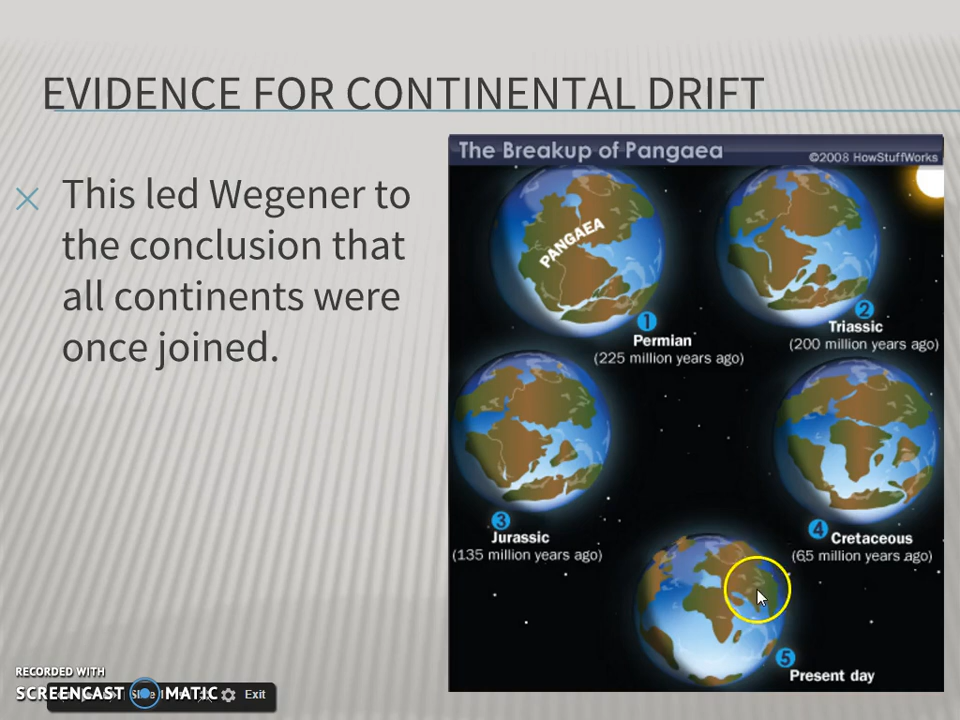 EVIDENCE FOR CONTINENTAL DRIFT
This led Wegener to
the conclusion that
all continents were
once joined.
The Breakup of Pangaea
©2008 HowStuffWorks
PANGAEA
1
Permian
(225 million years ago)
2
Triassic
(200 million years ago)
3
Jurassic
(135 million years ago)
4
Cretaceous
(65 million years ago)
5
Present day
RECORDED WITH
SCREENCAST MATIC
Exit